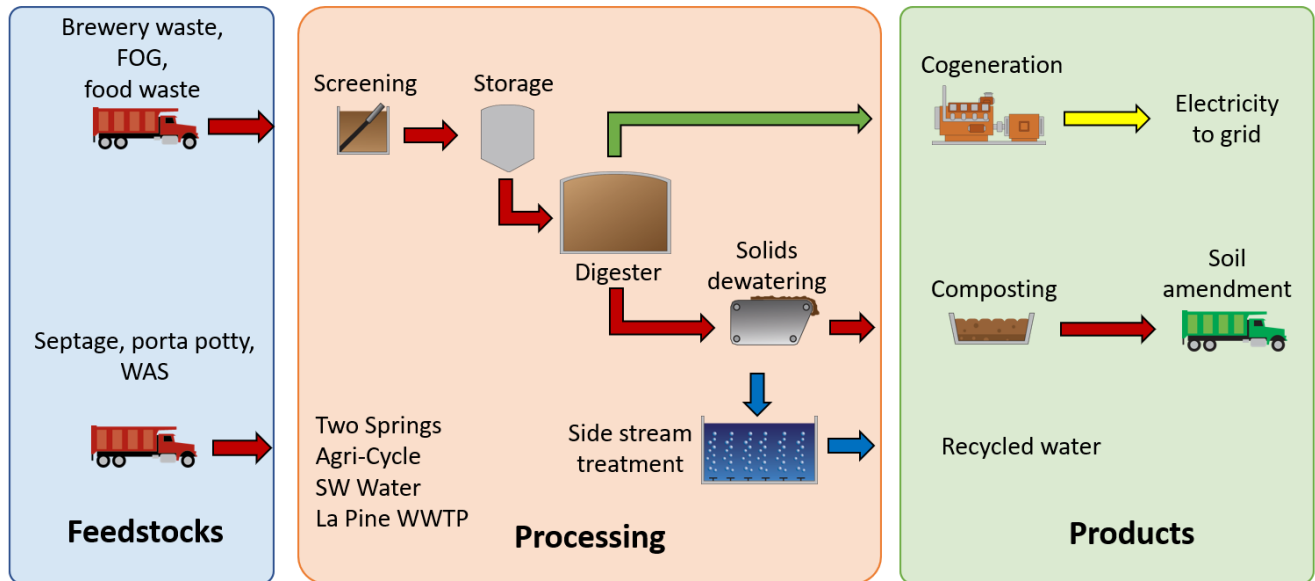 Brewery waste,
FOG,
food waste
Septage, porta potty,
WAS
Feedstocks
Screening
Storage
Digester
Solids
dewatering
Side stream
treatment
Two Springs
Agri-Cycle
SW Water
La Pine WWTP
Processing
Cogeneration
Electricity
to grid
Composting
Soil
amendment
Recycled water
Products